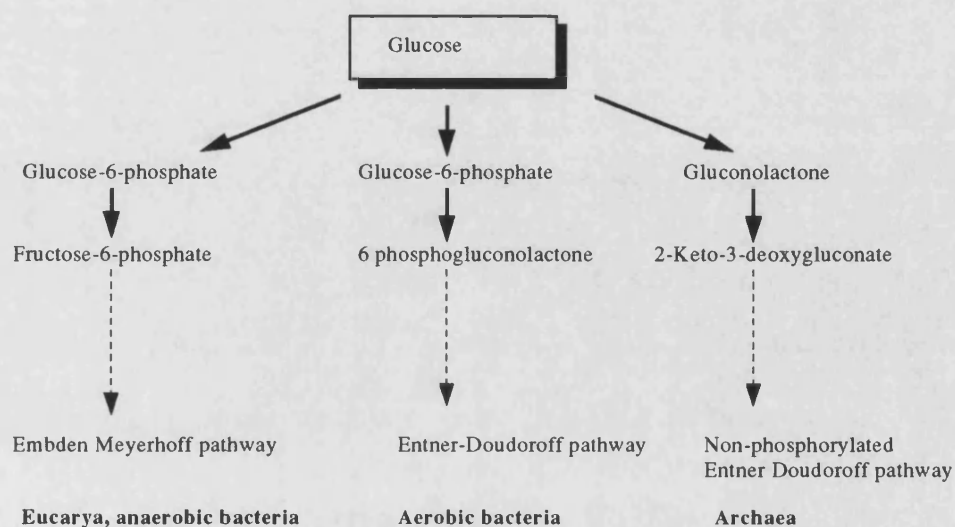 Glucose
Glucose-6-phosphate
Glucose-6-phosphate
Gluconolactone
Fructose-6-phosphate
6 phosphogluconolactone
2-Keto-3-deoxygluconate
Embden Meyerhoff pathway
Entner-Doudoroff pathway
Non-phosphorylated
Entner Doudoroff pathway
Eucarya, anaerobic bacteria
Aerobic bacteria
Archaea